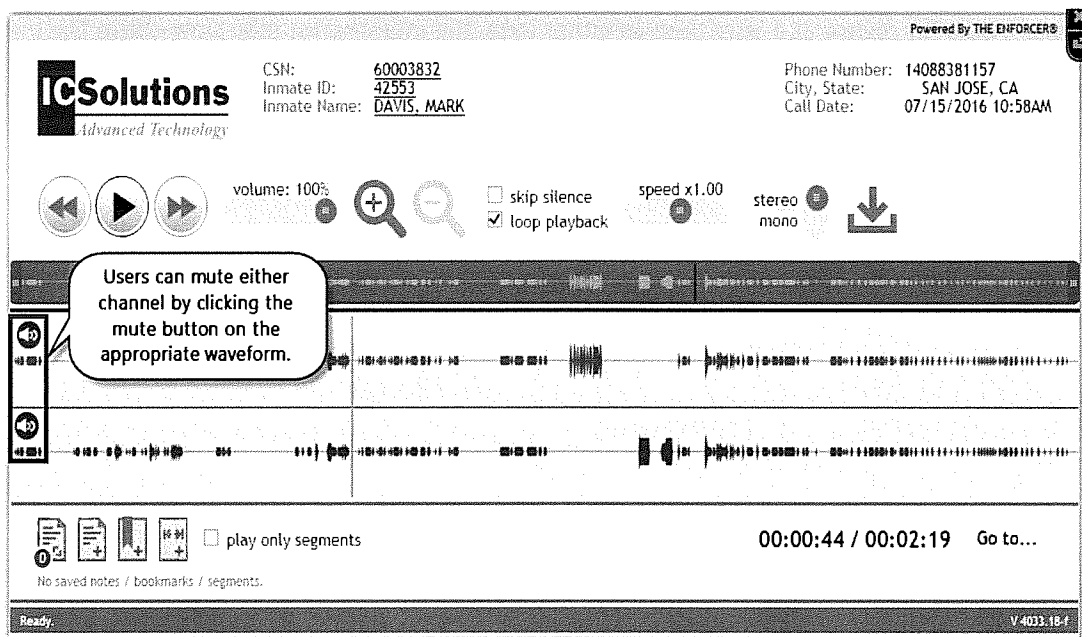 Powered By THE ENFORCER®
ICSolutions
Advanced Technology
CSN: 60003832
Inmate ID: 42553
Inmate Name: DAVIS, MARK
Phone Number: 14088381157
City, State: SAN JOSE, CA
Call Date: 07/15/2016 10:58AM
volume: 100%
skip silence
loop playback
speed x1.00
stereo
mono
Users can mute either
channel by clicking the
mute button on the
appropriate waveform.
0
play only segments
00:00:44 / 00:02:19 Go to...
No saved notes / bookmarks / segments.
Ready.
V 4033.18-f